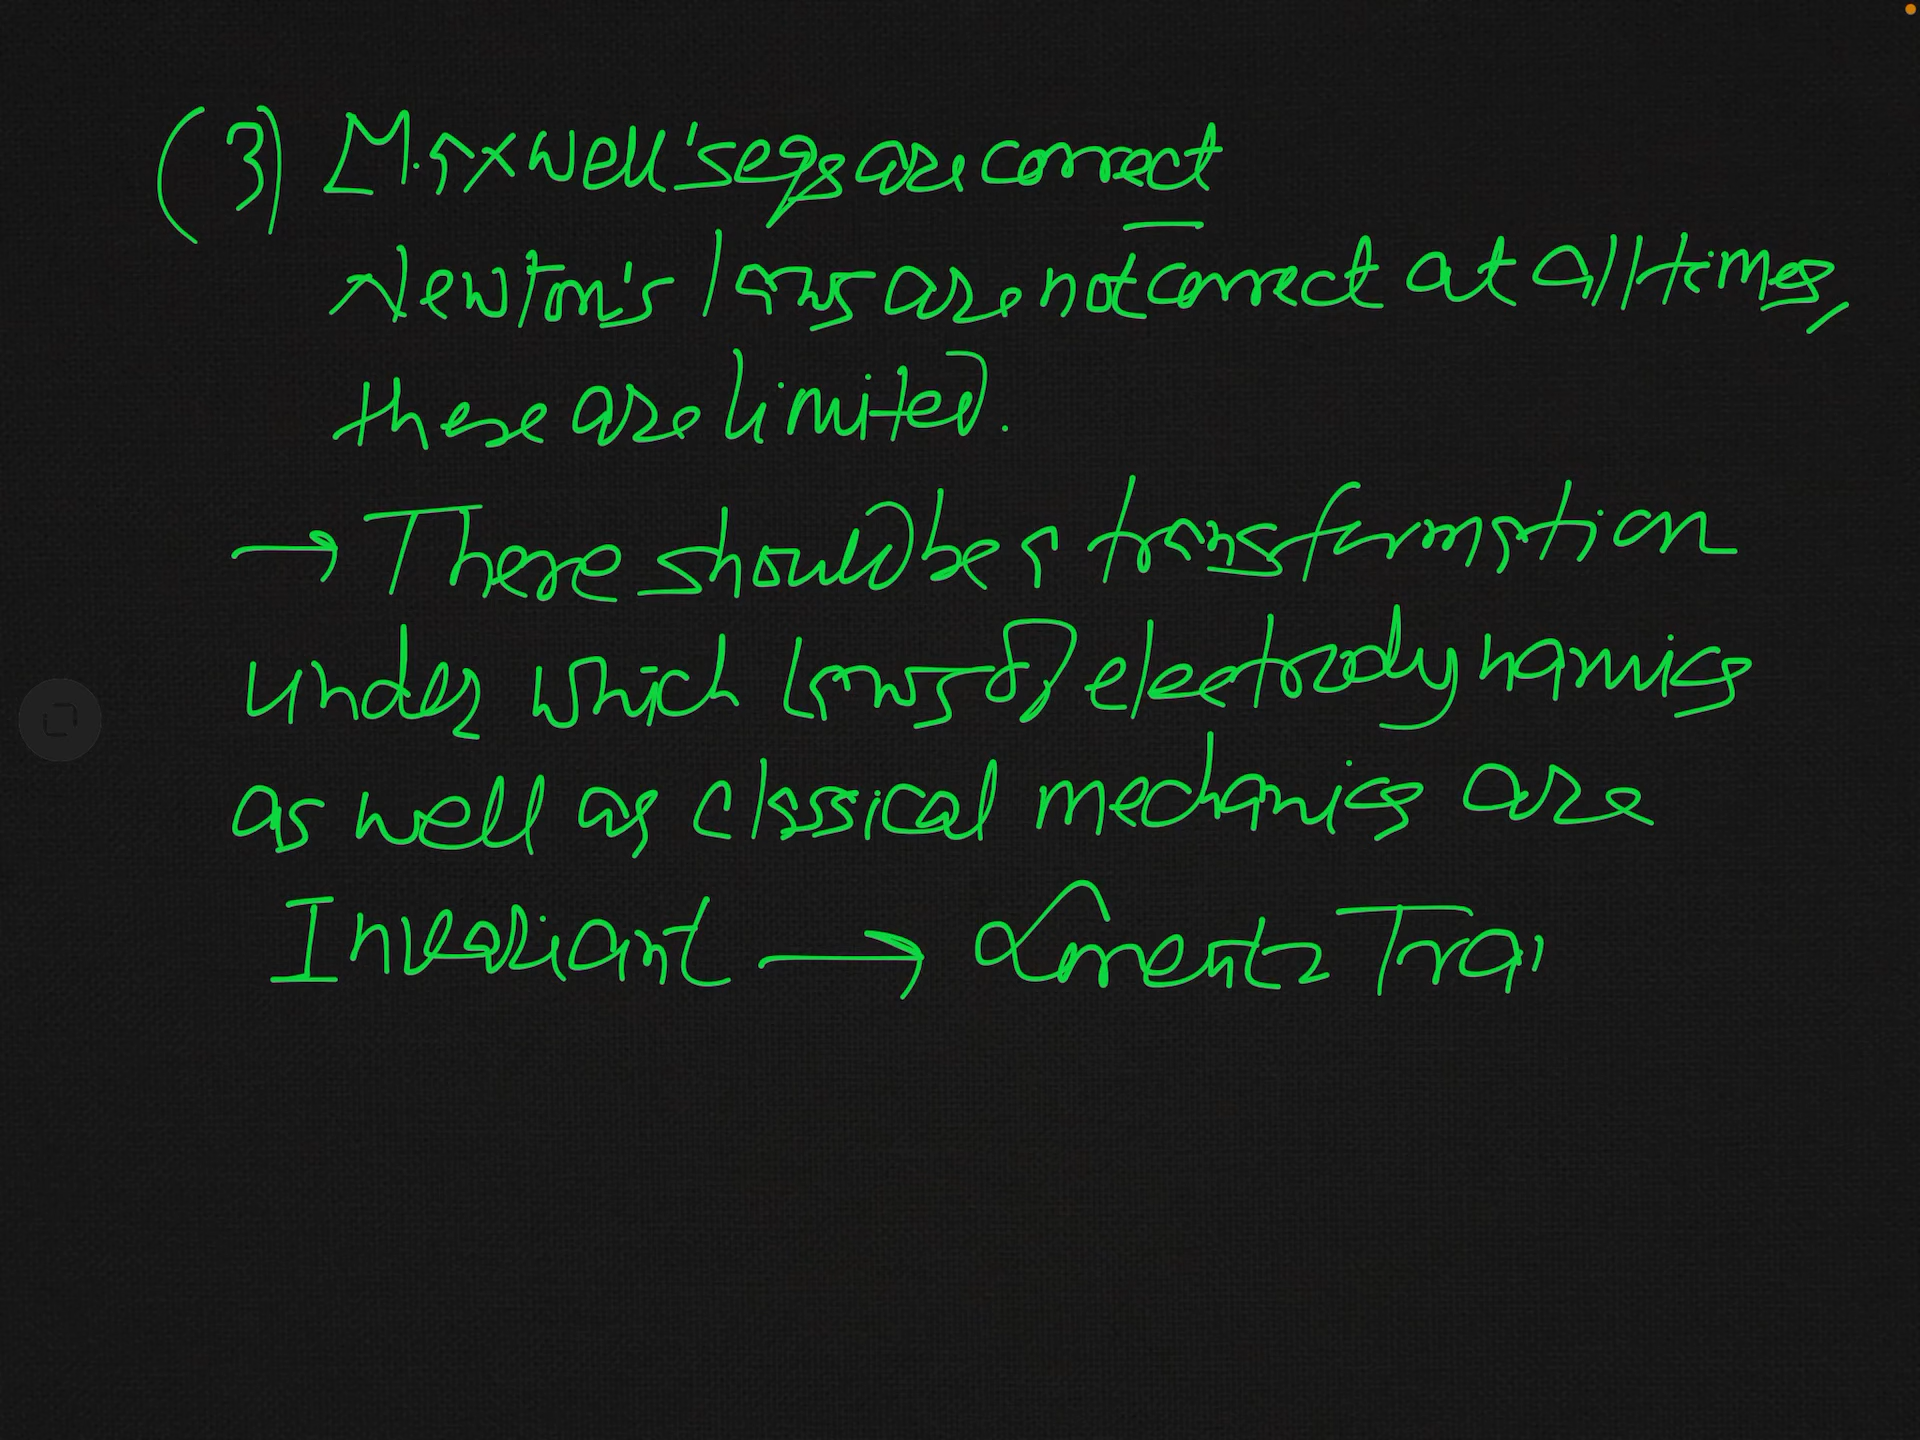 (3) Maxwell's eqs are correct
Newton's laws are not correct at all times,
these are limited.
→ There should be a transformation
under which laws of electrodynamics
as well as classical mechanics are
Invariant → Lorentz Tra